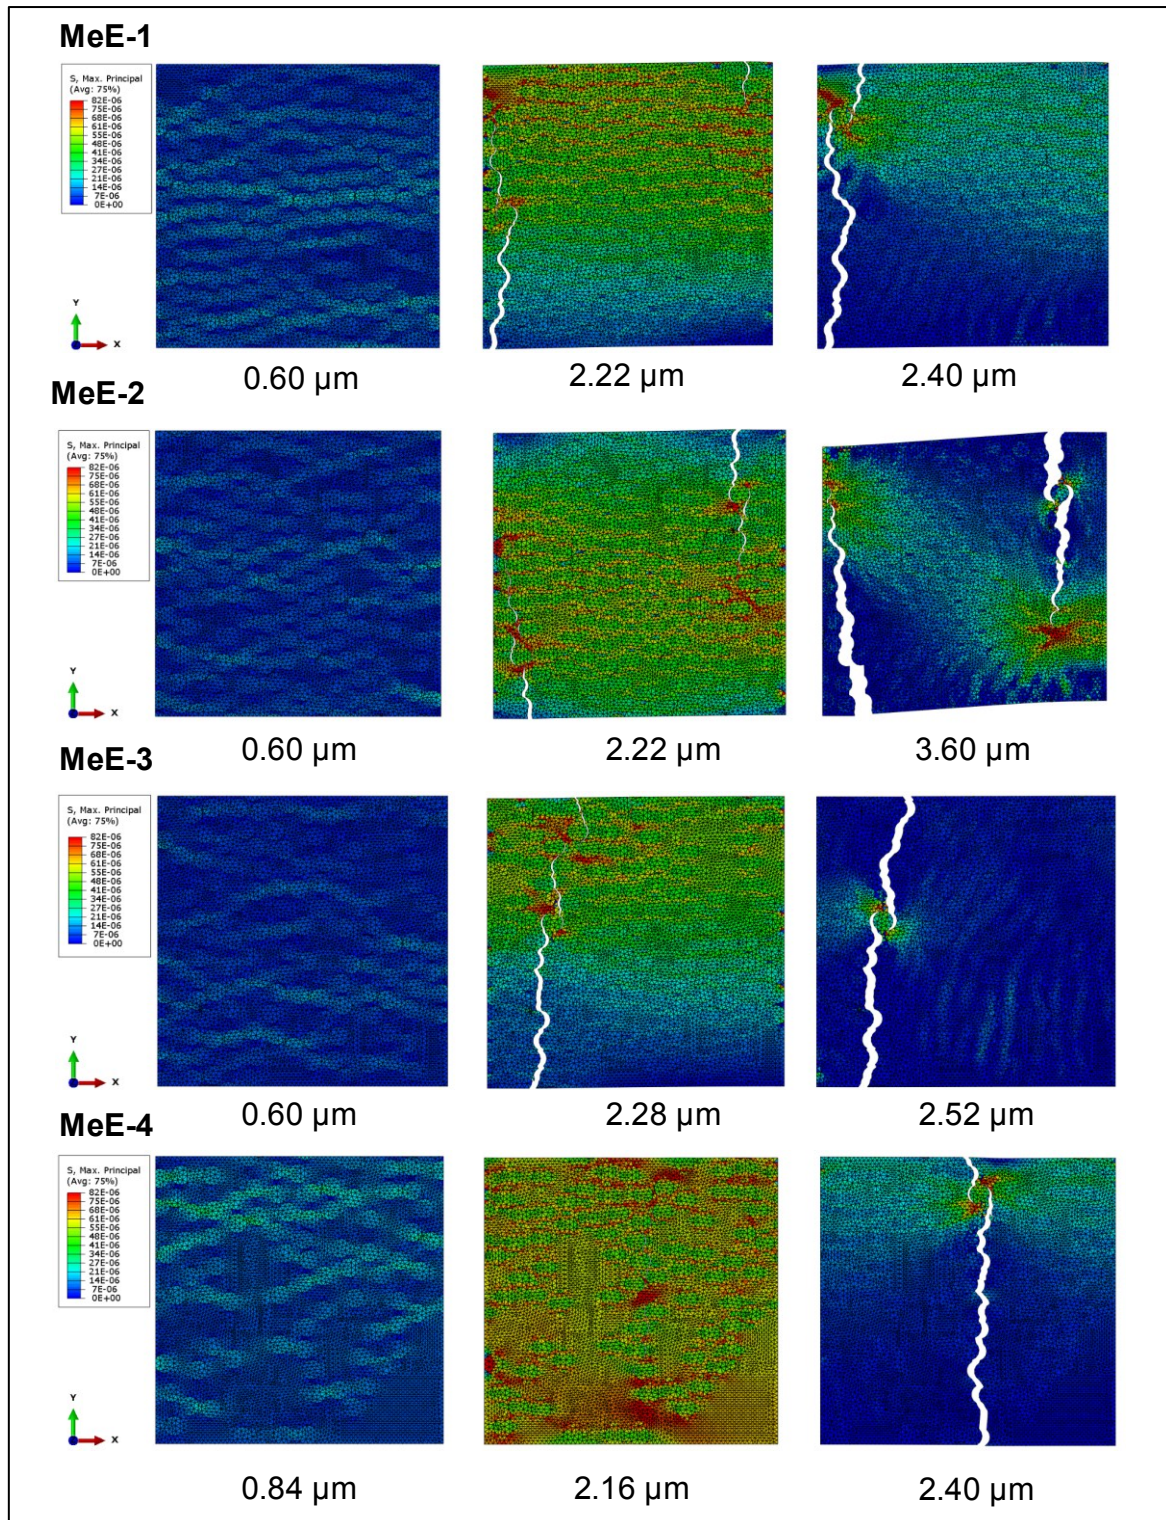 MeE-1
S, Max. Principal
(Avg: 75%)
82E-06
75E-06
68E-06
61E-06
55E-06
48E-06
41E-06
34E-06
27E-06
21E-06
14E-06
7E-06
0E+00
Y
X
0.60 µm 2.22 µm 2.40 µm
MeE-2
S, Max. Principal
(Avg: 75%)
82E-06
75E-06
68E-06
61E-06
55E-06
48E-06
41E-06
34E-06
27E-06
21E-06
14E-06
7E-06
0E+00
Y
X
0.60 µm 2.22 µm 3.60 µm
MeE-3
S, Max. Principal
(Avg: 75%)
82E-06
75E-06
68E-06
61E-06
55E-06
48E-06
41E-06
34E-06
27E-06
21E-06
14E-06
7E-06
0E+00
Y
X
0.60 µm 2.28 µm 2.52 µm
MeE-4
S, Max. Principal
(Avg: 75%)
82E-06
75E-06
68E-06
61E-06
55E-06
48E-06
41E-06
34E-06
27E-06
21E-06
14E-06
7E-06
0E+00
Y
X
0.84 µm 2.16 µm 2.40 µm